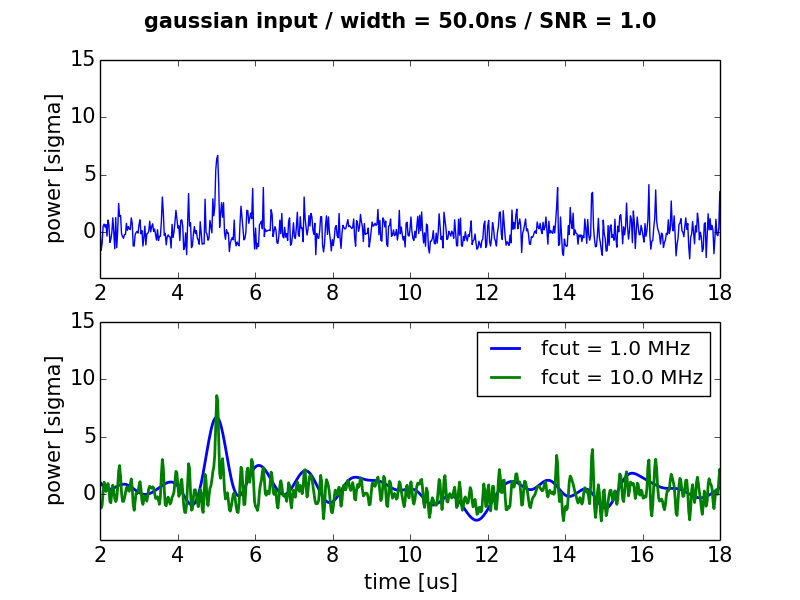 gaussian input / width = 50.0ns / SNR = 1.0
15
10
5
0
power [sigma]
2 4 6 8 10 12 14 16 18
15
10
5
0
power [sigma]
fcut = 1.0 MHz
fcut = 10.0 MHz
2 4 6 8 10 12 14 16 18
time [us]